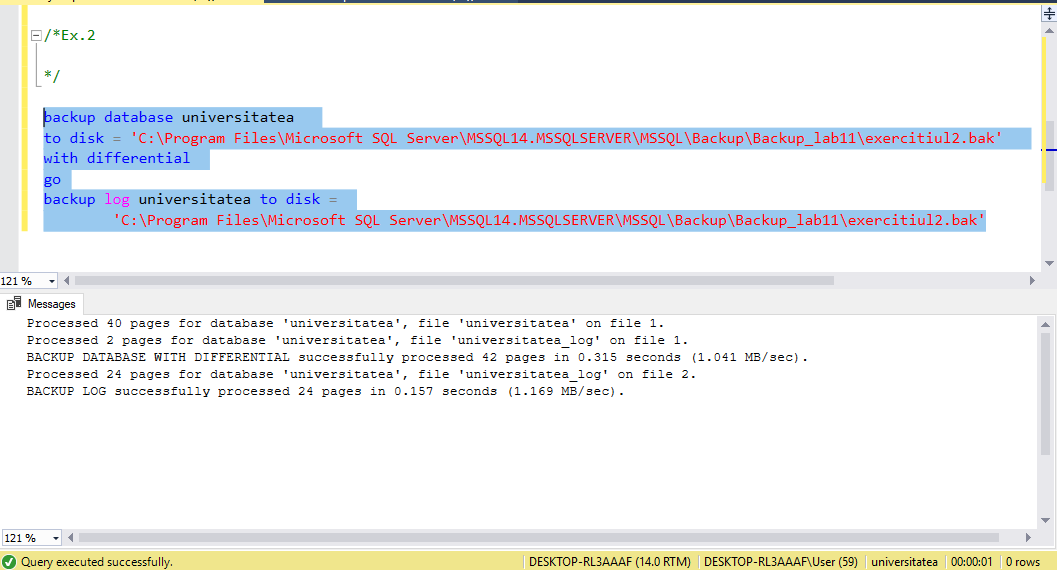 /*Ex.2
*/
backup database universitatea
to disk = 'C:\Program Files\Microsoft SQL Server\MSSQL14.MSSQLSERVER\MSSQL\Backup\Backup_lab11\exercitiul2.bak'
with differential
go
backup log universitatea to disk =
'C:\Program Files\Microsoft SQL Server\MSSQL14.MSSQLSERVER\MSSQL\Backup\Backup_lab11\exercitiul2.bak'
121 %
Messages
Processed 40 pages for database 'universitatea', file 'universitatea' on file 1.
Processed 2 pages for database 'universitatea', file 'universitatea_log' on file 1.
BACKUP DATABASE WITH DIFFERENTIAL successfully processed 42 pages in 0.315 seconds (1.041 MB/sec).
Processed 24 pages for database 'universitatea', file 'universitatea_log' on file 2.
BACKUP LOG successfully processed 24 pages in 0.157 seconds (1.169 MB/sec).
121 %
Query executed successfully. DESKTOP-RL3AAAF (14.0 RTM) DESKTOP-RL3AAAF\User (59) universitatea 00:00:01 0 rows